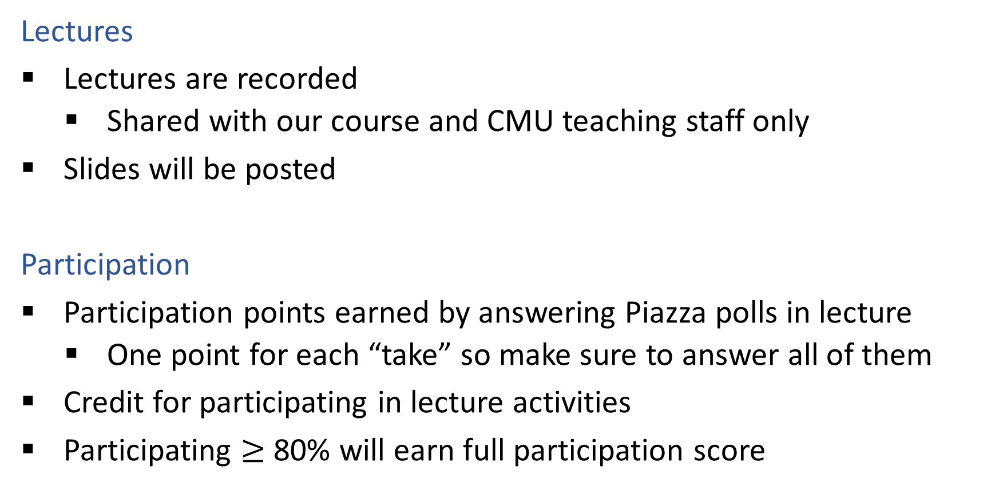 Lectures
▪ Lectures are recorded
▪ Shared with our course and CMU teaching staff only
▪ Slides will be posted
Participation
▪ Participation points earned by answering Piazza polls in lecture
▪ One point for each “take” so make sure to answer all of them
▪ Credit for participating in lecture activities
▪ Participating ≥ 80% will earn full participation score